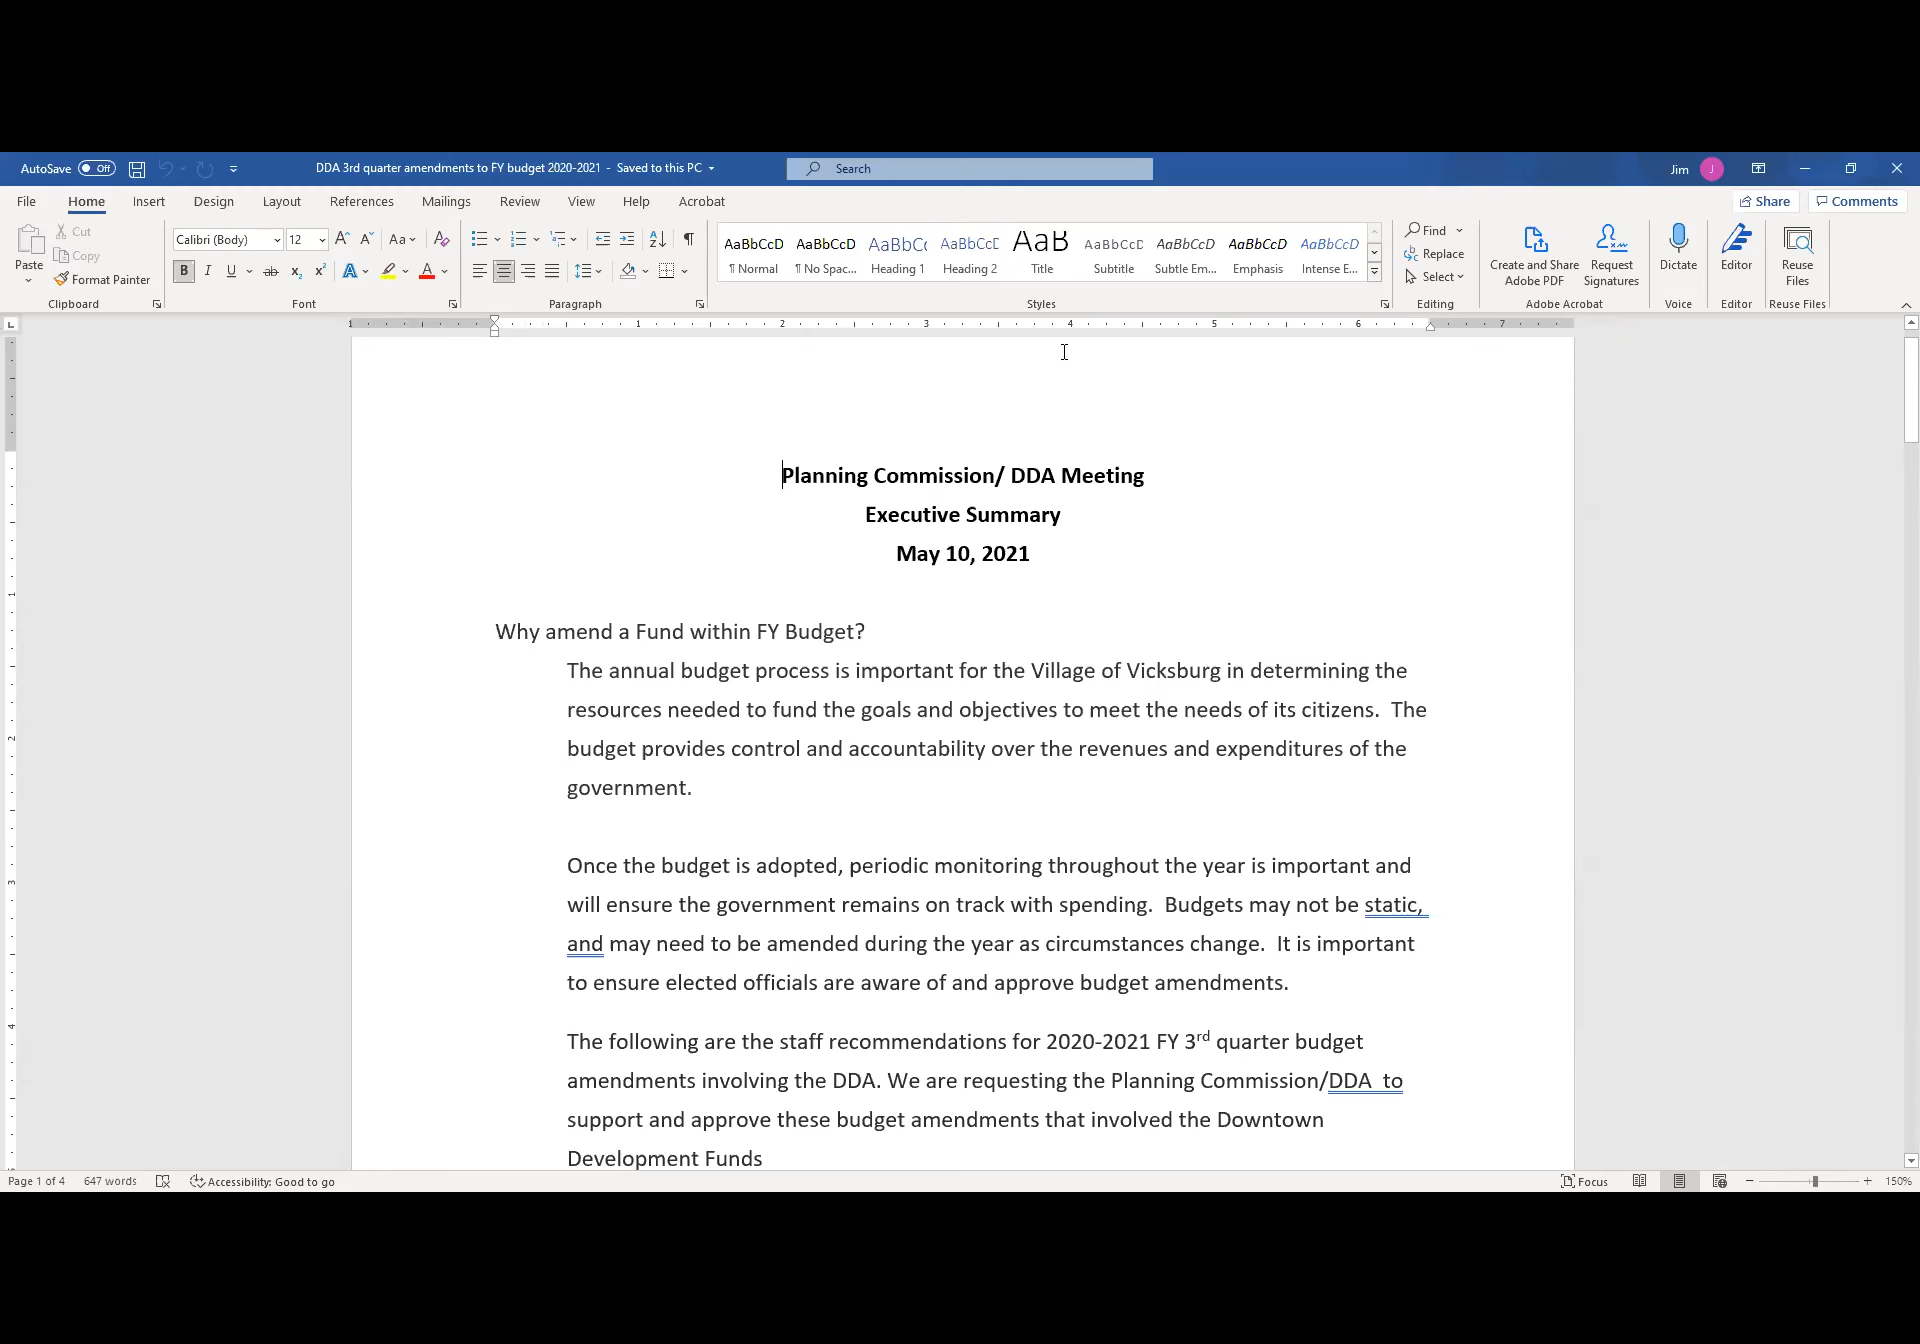 AutoSave Off DDA 3rd quarter amendments to FY budget 2020-2021 - Saved to this PC Search Jim J
File Home Insert Design Layout References Mailings Review View Help Acrobat Share Comments
Paste
Cut
Copy
Format Painter
Clipboard
Calibri (Body) 12
Font
Paragraph
AaBbCcD AaBbCcD AaBbC AaBbCcD AaB AaBbCcD AaBbCcD AaBbCcD AaBbCcD
¶ Normal ¶ No Spac... Heading 1 Heading 2 Title Subtitle Subtle Em... Emphasis Intense E...
Styles
Find
Replace
Select
Editing
Create and Share Adobe PDF
Request Signatures
Adobe Acrobat
Dictate
Voice
Editor
Editor
Reuse Files
Reuse Files
1 1 2 3 4 5 6 7
Planning Commission/ DDA Meeting
Executive Summary
May 10, 2021
Why amend a Fund within FY Budget?
The annual budget process is important for the Village of Vicksburg in determining the
resources needed to fund the goals and objectives to meet the needs of its citizens.  The
budget provides control and accountability over the revenues and expenditures of the
government.
Once the budget is adopted, periodic monitoring throughout the year is important and
will ensure the government remains on track with spending.  Budgets may not be static,
and may need to be amended during the year as circumstances change.  It is important
to ensure elected officials are aware of and approve budget amendments.
The following are the staff recommendations for 2020-2021 FY 3rd quarter budget
amendments involving the DDA. We are requesting the Planning Commission/DDA  to
support and approve these budget amendments that involved the Downtown
Development Funds
Page 1 of 4 647 words Accessibility: Good to go Focus 150%